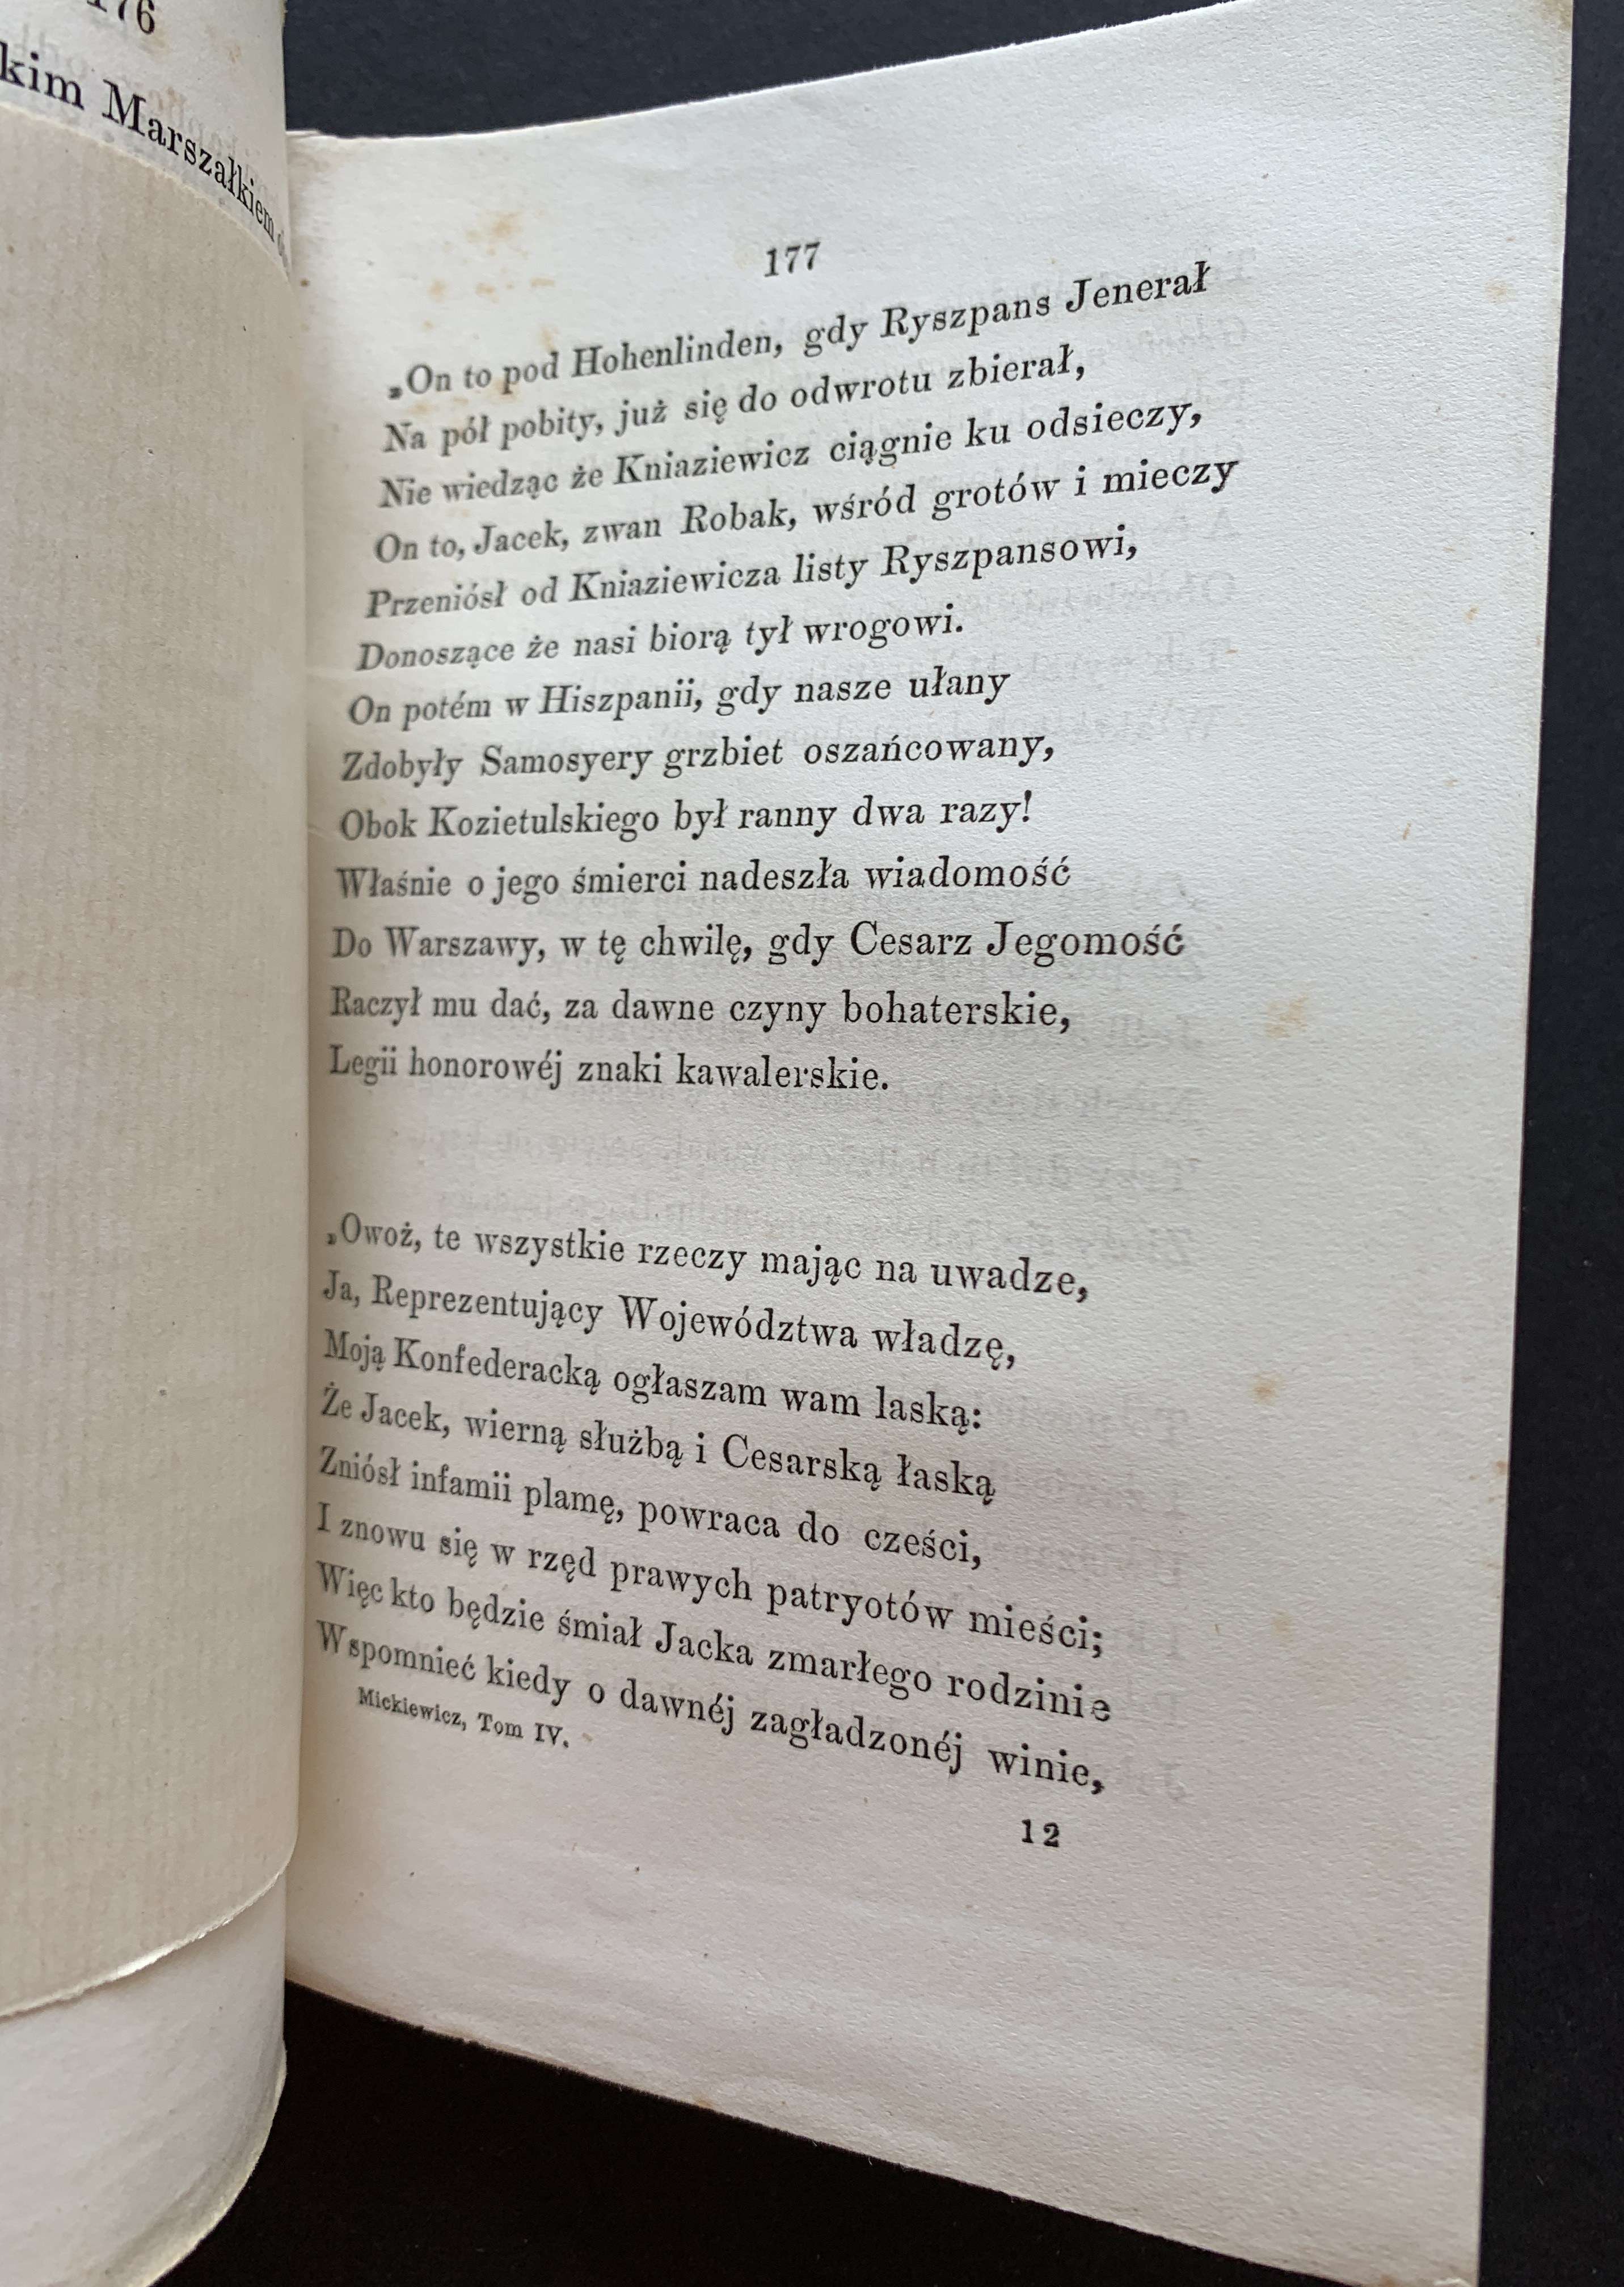 176
kim Marszałkiem
177
„On to pod Hohenlinden, gdy Ryszpans Jenerał
Na pół pobity, już się do odwrotu zbierał,
Nie wiedząc że Kniaziewicz ciągnie ku odsieczy,
On to, Jacek, zwan Robak, wśród grotów i mieczy
Przeniósł od Kniaziewicza listy Ryszpansowi,
Donoszące że nasi biorą tył wrogowi.
On potém w Hiszpanii, gdy nasze ułany
Zdobyły Samosyery grzbiet oszańcowany,
Obok Kozietulskiego był ranny dwa razy!
Właśnie o jego śmierci nadeszła wiadomość
Do Warszawy, w tę chwilę, gdy Cesarz Jegomość
Raczył mu dać, za dawne czyny bohaterskie,
Legii honorowéj znaki kawalerskie.
„Owoż, te wszystkie rzeczy mając na uwadze,
Ja, Reprezentujący Województwa władzę,
Moją Konfederacką ogłaszam wam laską:
Że Jacek, wierną służbą i Cesarską łaską
Zniósł infamii plamę, powraca do cześci,
I znowu się w rzęd prawych patryotów mieści;
Więc kto będzie śmiał Jacka zmarłego rodzinie
Wspomnieć kiedy o dawnéj zagładzonéj winie,
Mickiewicz, Tom IV.
12